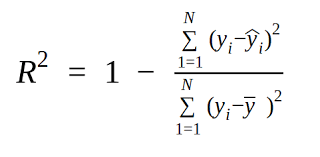 R² = 1 −
N
∑ (yᵢ−ŷᵢ)²
1=1
N
∑ (yᵢ−y̅ )²
1=1